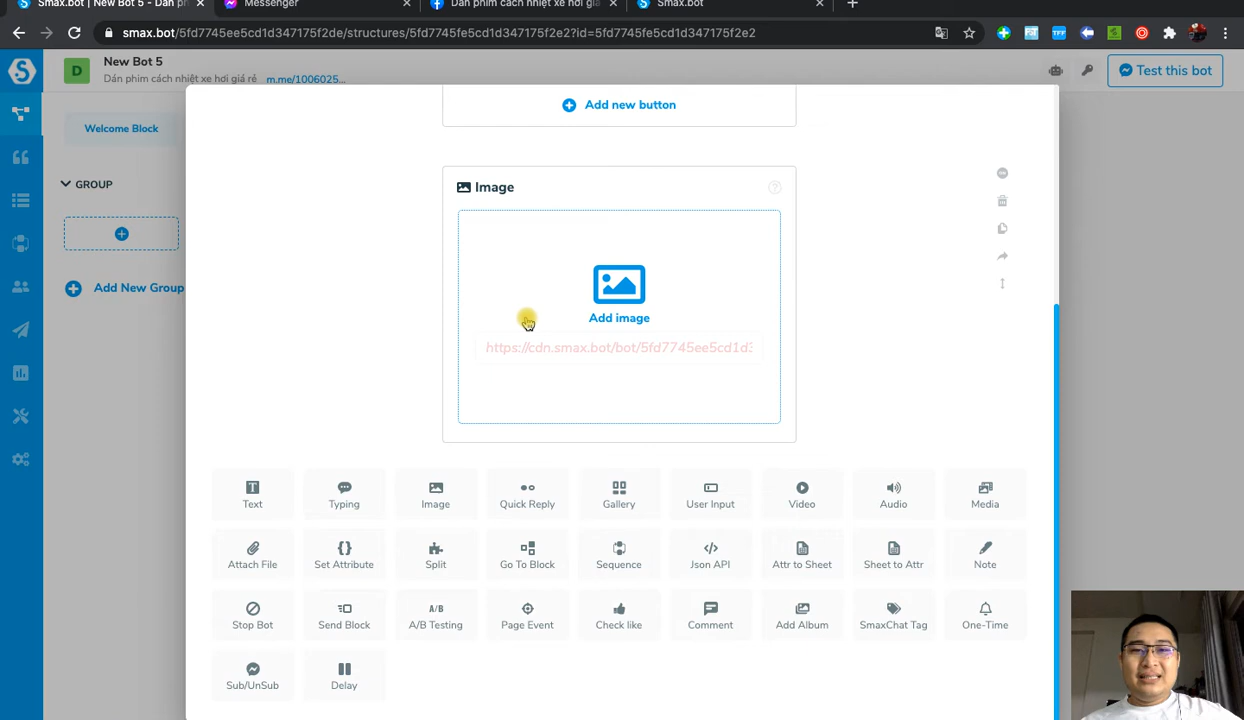 Smax.bot | New Bot 5 - Dán ph
Messenger
Dán phim cách nhiệt xe hơi giá
Smax.bot
smax.bot/5fd7745ee5cd1d347175f2de/structures/5fd7745fe5cd1d347175f2e2?id=5fd7745fe5cd1d347175f2e2
New Bot 5
D
Dán phim cách nhiệt xe hơi giá rẻ
m.me/1006025...
Test this bot
Welcome Block
Add new button
GROUP
Image
Add New Group
Add image
https://cdn.smax.bot/bot/5fd7745ee5cd1d3
Text
Typing
Image
Quick Reply
Gallery
User Input
Video
Audio
Media
Attach File
Set Attribute
Split
Go To Block
Sequence
Json API
Attr to Sheet
Sheet to Attr
Note
Stop Bot
Send Block
A/B
A/B Testing
Page Event
Check like
Comment
Add Album
SmaxChat Tag
One-Time
Sub/UnSub
Delay